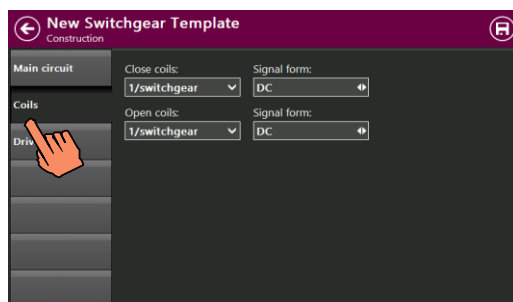 New Switchgear Template
Construction
Main circuit
Close coils:
Signal form:
1/switchgear
DC
Coils
Open coils:
Signal form:
1/switchgear
DC